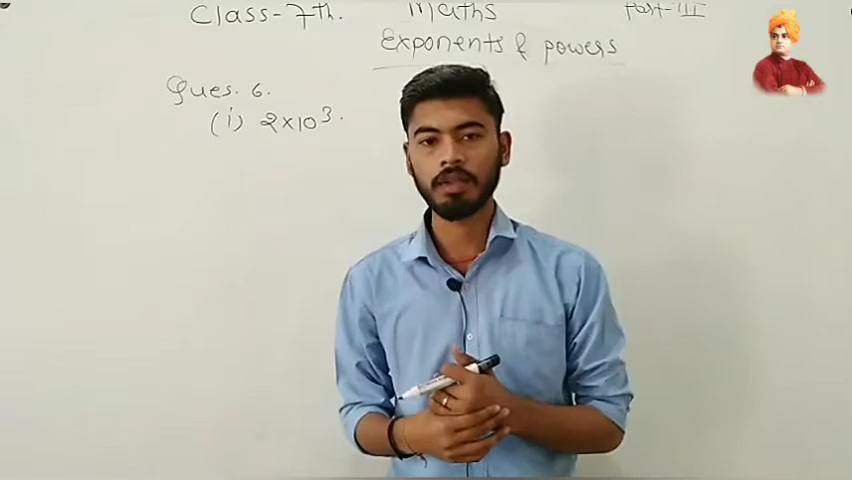 Class-7th. Maths Part-III
Exponents & powers
Ques. 6.
(i) 2×10³.